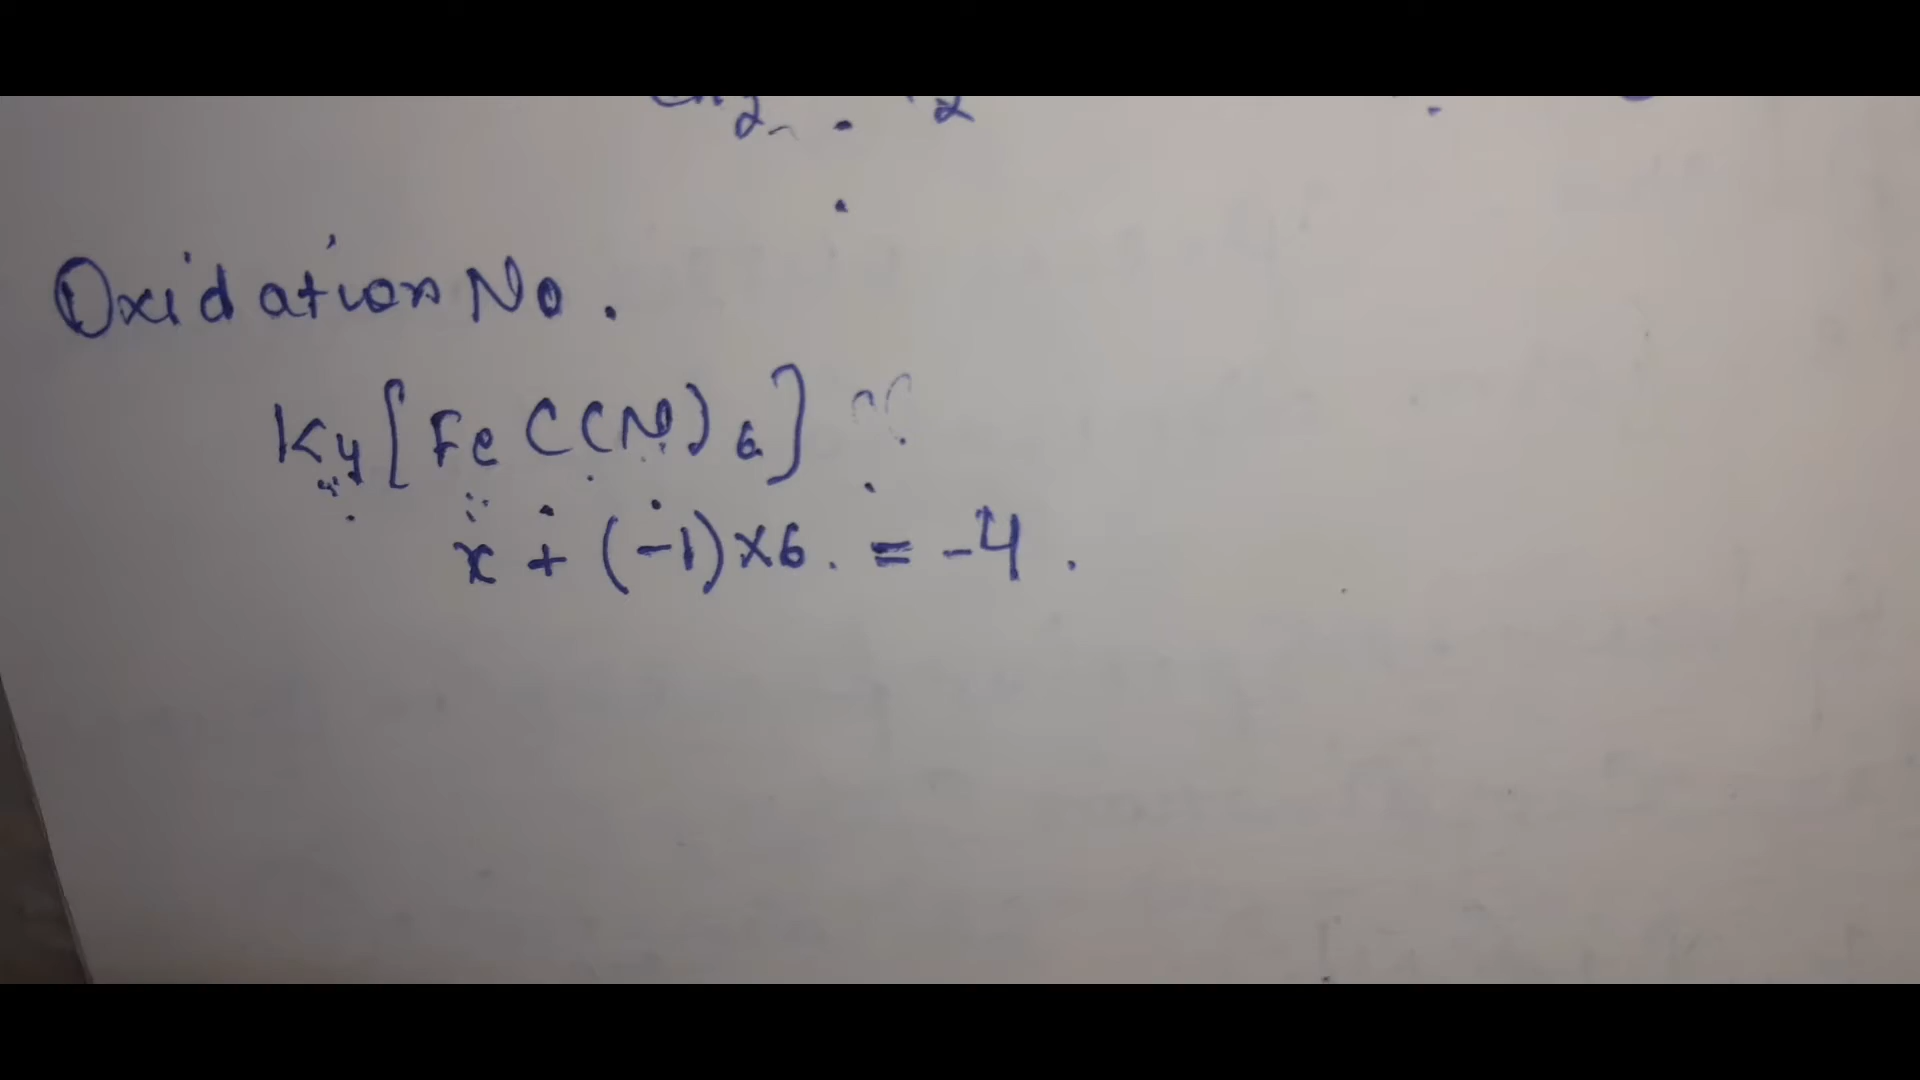 Oxidation No.
K4[Fe(CN)6]
x + (-1)×6. = -4.